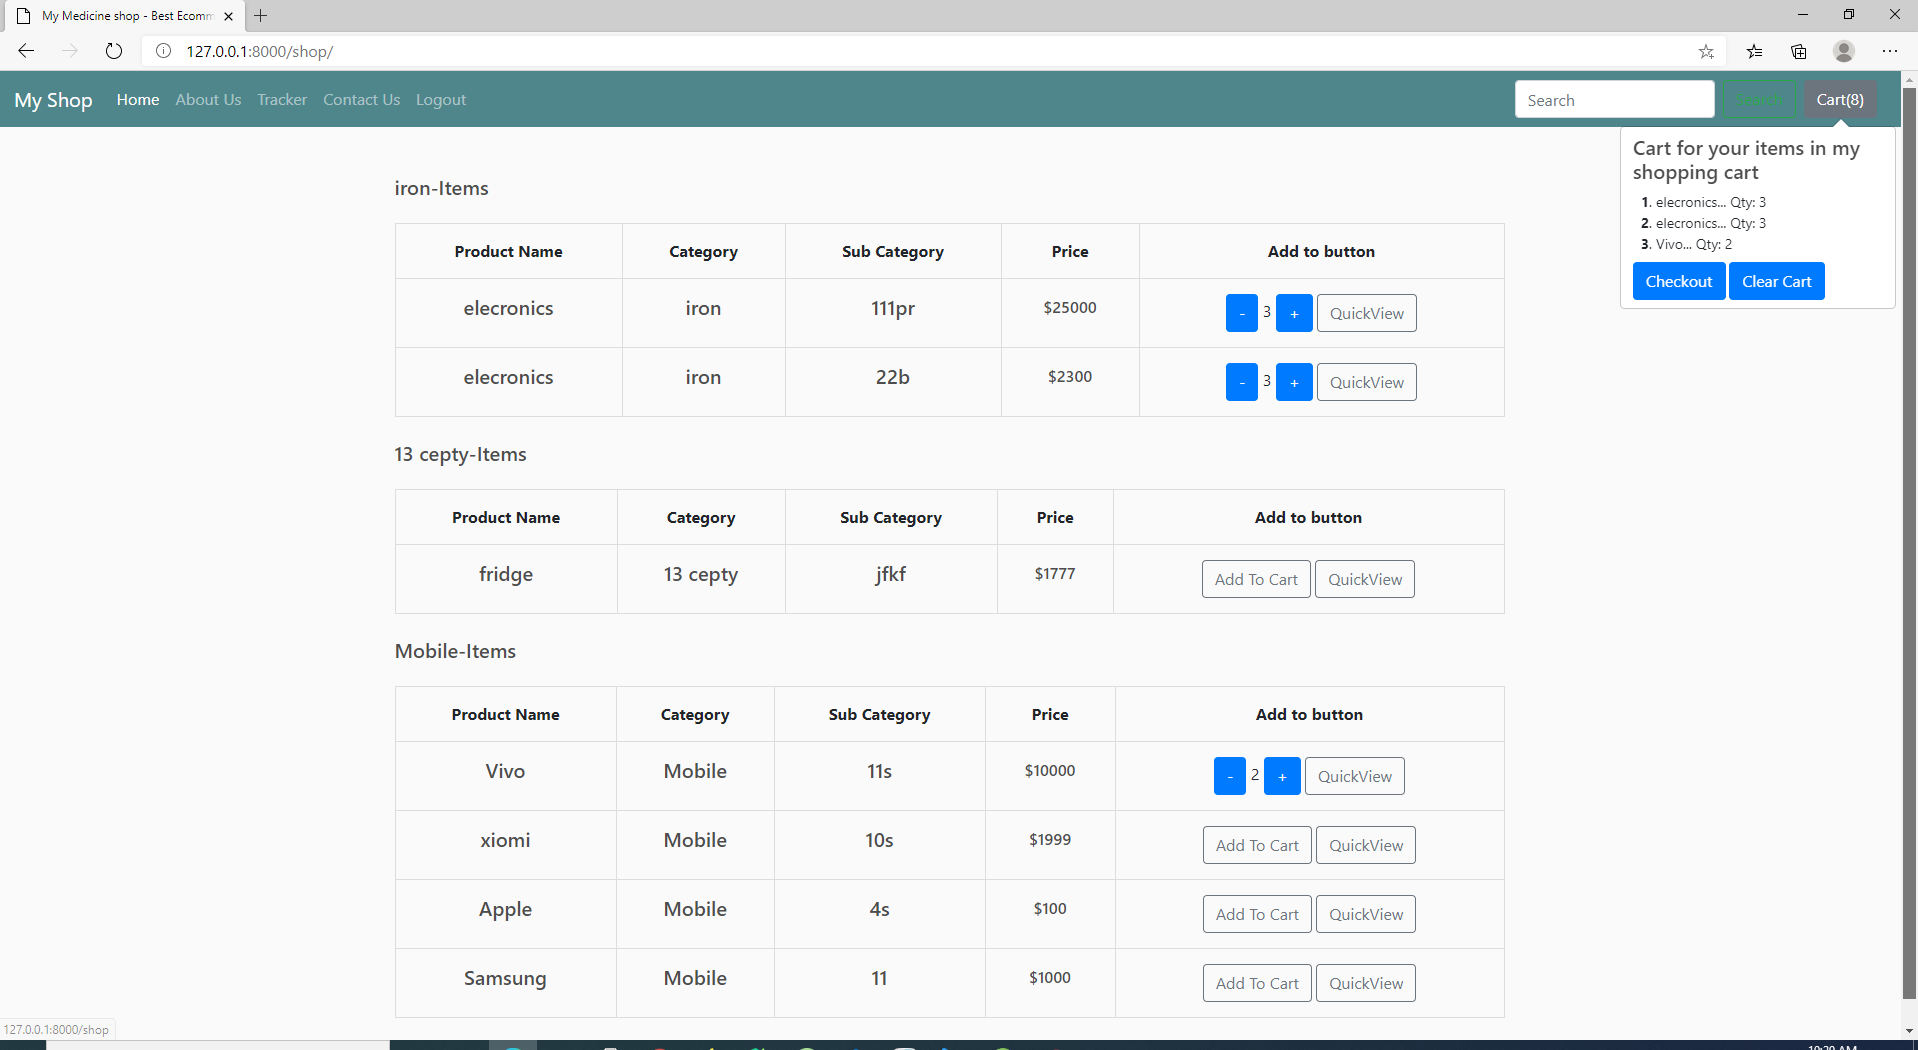 My Medicine shop - Best Ecomm
127.0.0.1:8000/shop/
My Shop Home About Us Tracker Contact Us Logout Search Search Cart(8)
Cart for your items in my
shopping cart
1. elecronics... Qty: 3
2. elecronics... Qty: 3
3. Vivo... Qty: 2
Checkout Clear Cart
iron-Items
Product Name Category Sub Category Price Add to button
elecronics iron 111pr $25000 - 3 + QuickView
elecronics iron 22b $2300 - 3 + QuickView
13 cepty-Items
Product Name Category Sub Category Price Add to button
fridge 13 cepty jfkf $1777 Add To Cart QuickView
Mobile-Items
Product Name Category Sub Category Price Add to button
Vivo Mobile 11s $10000 - 2 + QuickView
xiomi Mobile 10s $1999 Add To Cart QuickView
Apple Mobile 4s $100 Add To Cart QuickView
Samsung Mobile 11 $1000 Add To Cart QuickView
127.0.0.1:8000/shop